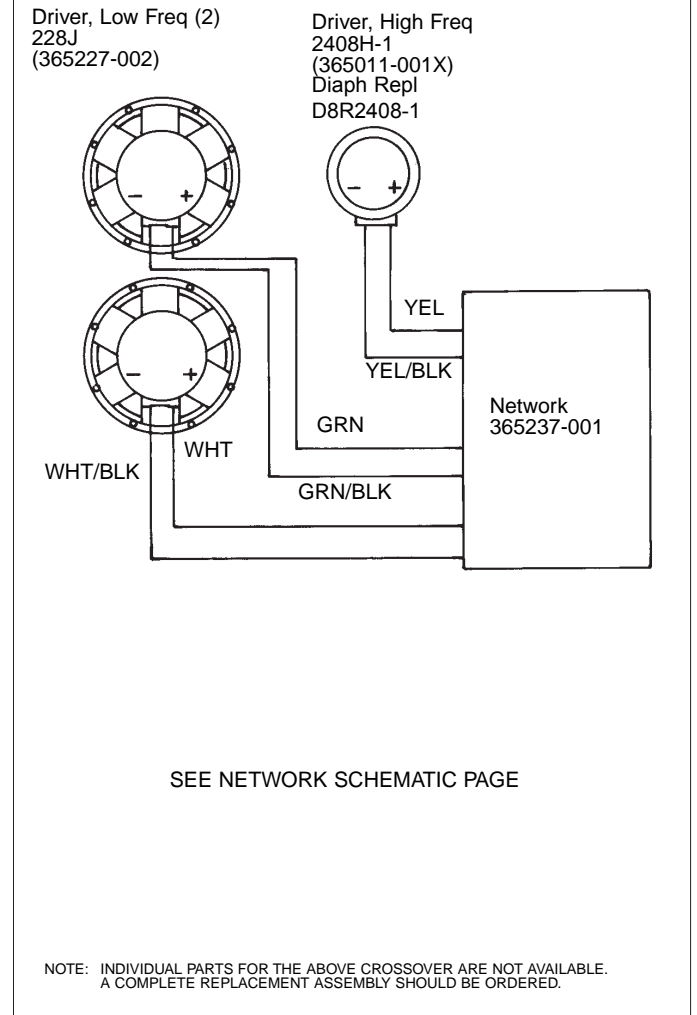 Driver, Low Freq (2)
228J
(365227-002)
Driver, High Freq
2408H-1
(365011-001X)
Diaph Repl
D8R2408-1
− +
− +
− +
YEL
YEL/BLK
Network
365237-001
GRN
WHT
WHT/BLK
GRN/BLK
SEE NETWORK SCHEMATIC PAGE
NOTE: INDIVIDUAL PARTS FOR THE ABOVE CROSSOVER ARE NOT AVAILABLE.
A COMPLETE REPLACEMENT ASSEMBLY SHOULD BE ORDERED.